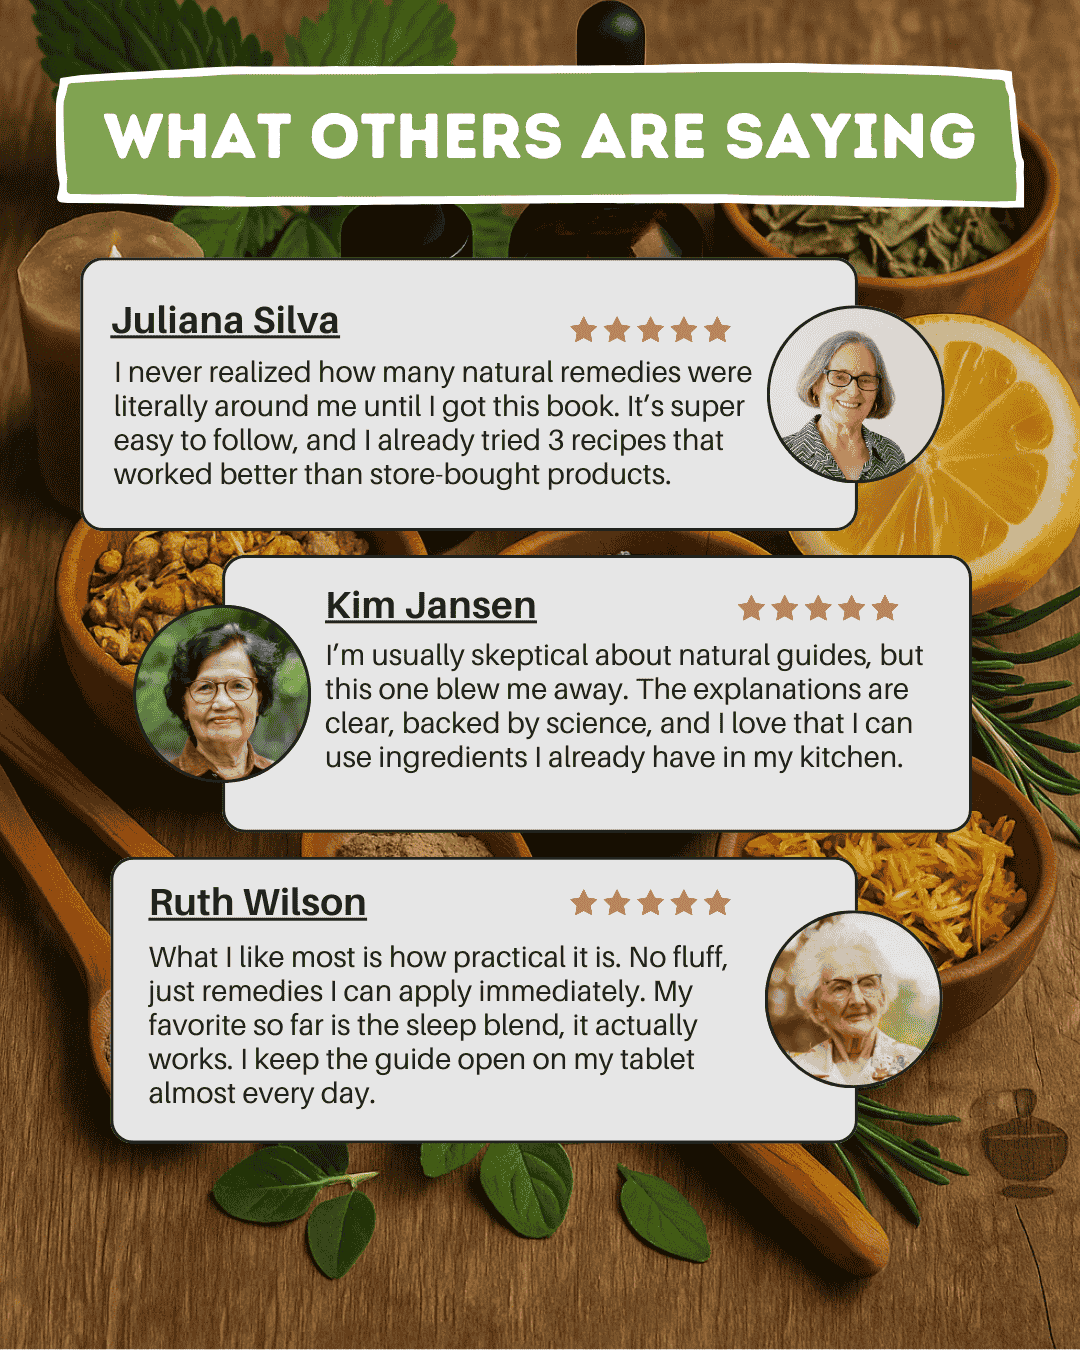 WHAT OTHERS ARE SAYING
Juliana Silva
I never realized how many natural remedies were
literally around me until I got this book. It’s super
easy to follow, and I already tried 3 recipes that
worked better than store-bought products.
Kim Jansen
I’m usually skeptical about natural guides, but
this one blew me away. The explanations are
clear, backed by science, and I love that I can
use ingredients I already have in my kitchen.
Ruth Wilson
What I like most is how practical it is. No fluff,
just remedies I can apply immediately. My
favorite so far is the sleep blend, it actually
works. I keep the guide open on my tablet
almost every day.